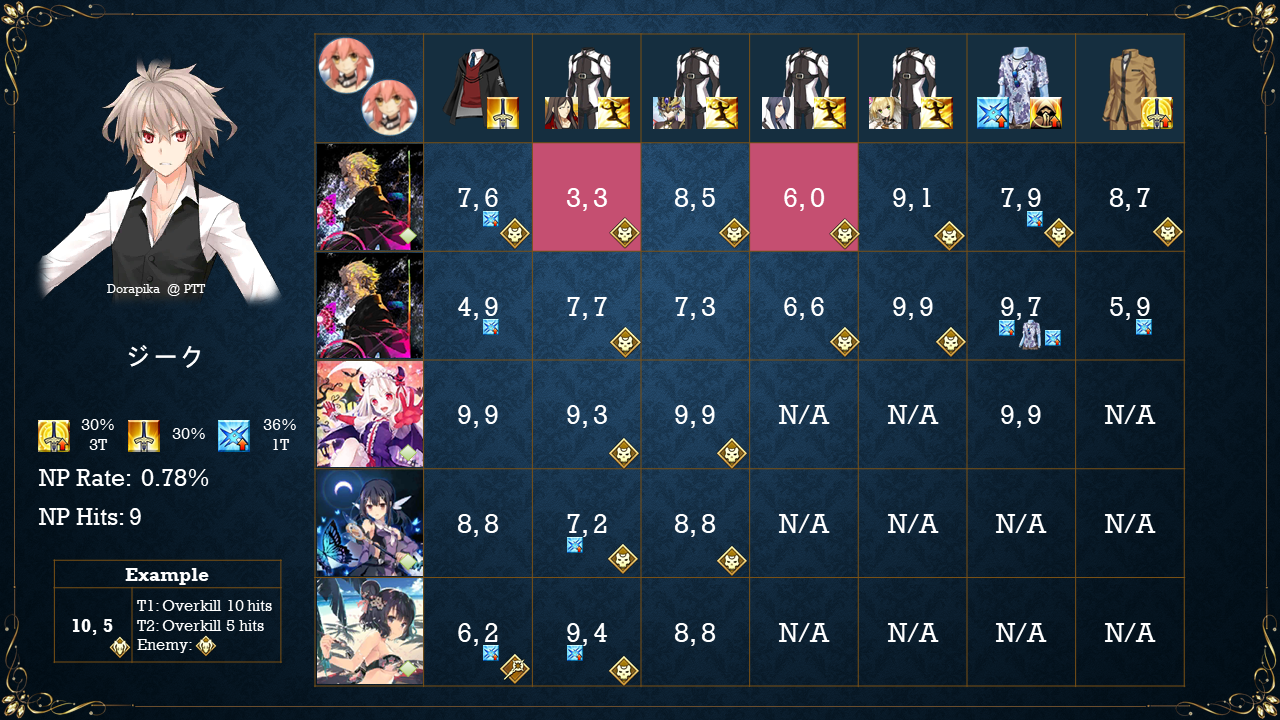 Dorapika @ PTT
ジーク
30%
3T
30%
36%
1T
NP Rate: 0.78%
NP Hits: 9
Example
10, 5
T1: Overkill 10 hits
T2: Overkill 5 hits
Enemy:
7,6 3,3 8,5 6,0 9,1 7,9 8,7
4,9 7,7 7,3 6,6 9,9 9,7 5,9
9,9 9,3 9,9 N/A N/A 9,9 N/A
8,8 7,2 8,8 N/A N/A N/A N/A
6,2 9,4 8,8 N/A N/A N/A N/A